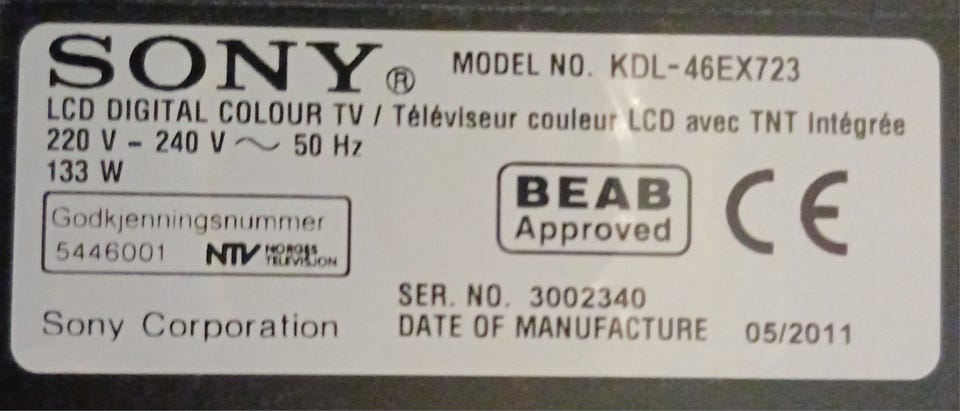 SONY® MODEL NO. KDL-46EX723
LCD DIGITAL COLOUR TV / Téléviseur couleur LCD avec TNT Intégrée
220 V - 240 V ~ 50 Hz
133 W
BEAB
Approved
CE
Godkjenningsnummer
5446001 NTV NORGES TELEVISJON
SER. NO. 3002340
Sony Corporation
DATE OF MANUFACTURE 05/2011